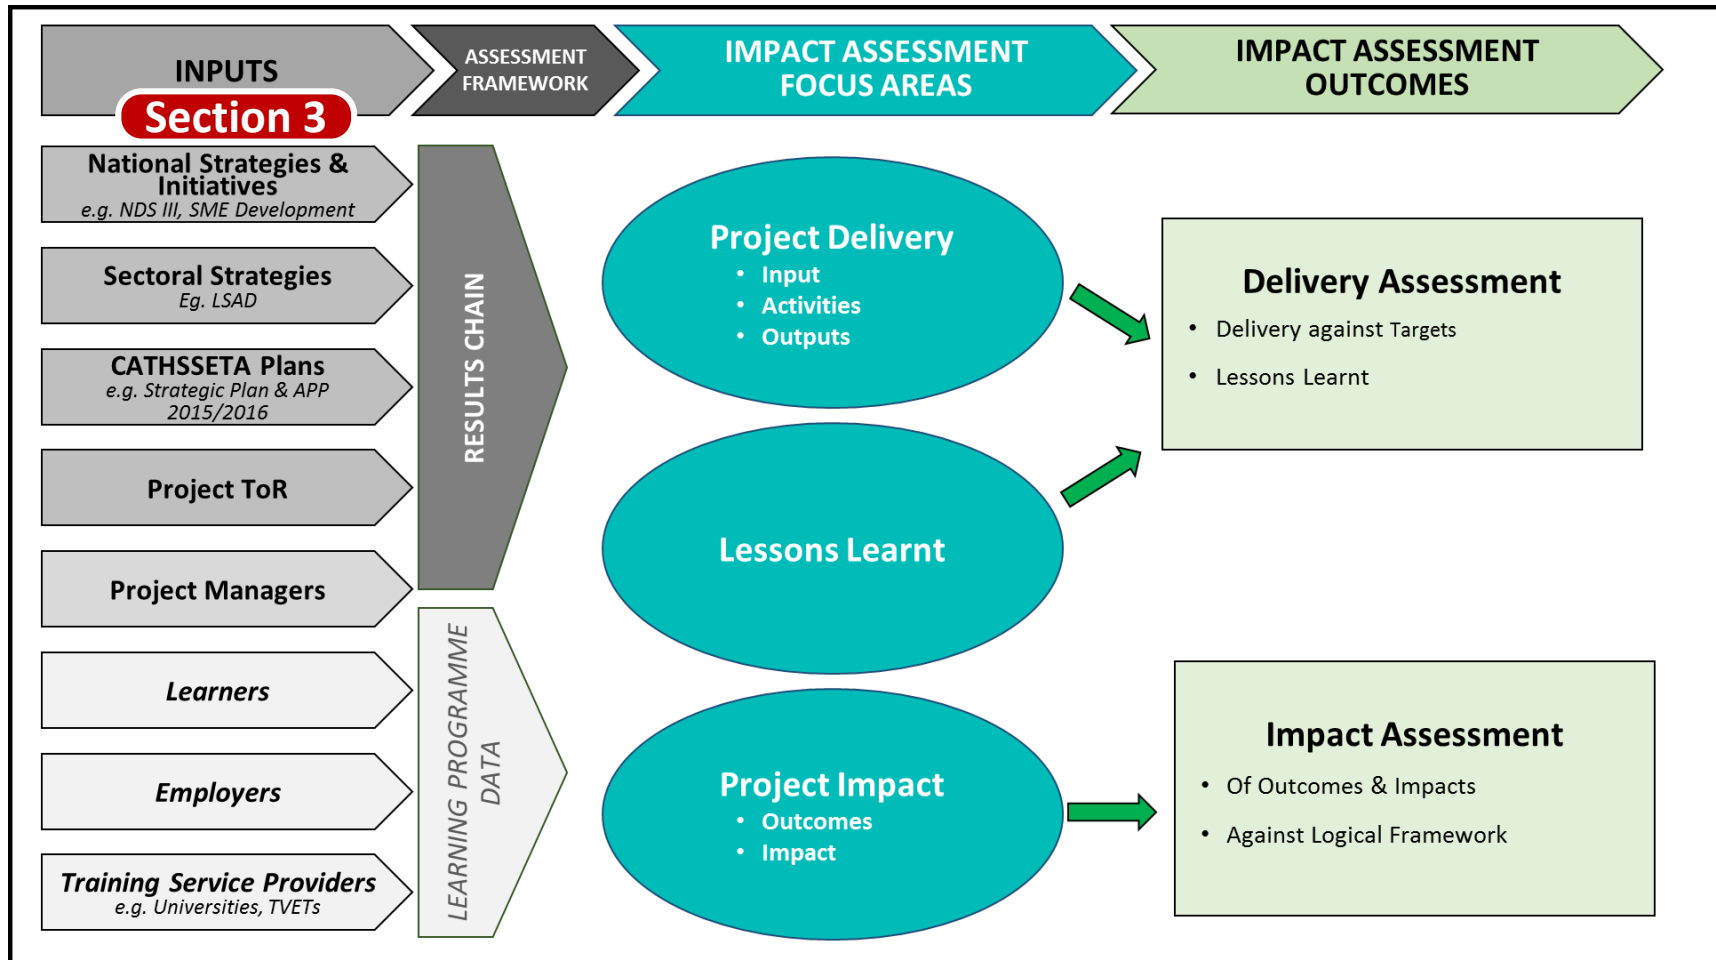 INPUTS
Section 3
ASSESSMENT
FRAMEWORK
IMPACT ASSESSMENT
FOCUS AREAS
IMPACT ASSESSMENT
OUTCOMES
National Strategies &
Initiatives
e.g. NDS III, SME Development
Sectoral Strategies
Eg. LSAD
CATHSSETA Plans
e.g. Strategic Plan & APP
2015/2016
Project ToR
Project Managers
Learners
Employers
Training Service Providers
e.g. Universities, TVETs
RESULTS CHAIN
LEARNING PROGRAMME
DATA
Project Delivery
• Input
• Activities
• Outputs
Lessons Learnt
Project Impact
• Outcomes
• Impact
Delivery Assessment
• Delivery against Targets
• Lessons Learnt
Impact Assessment
• Of Outcomes & Impacts
• Against Logical Framework